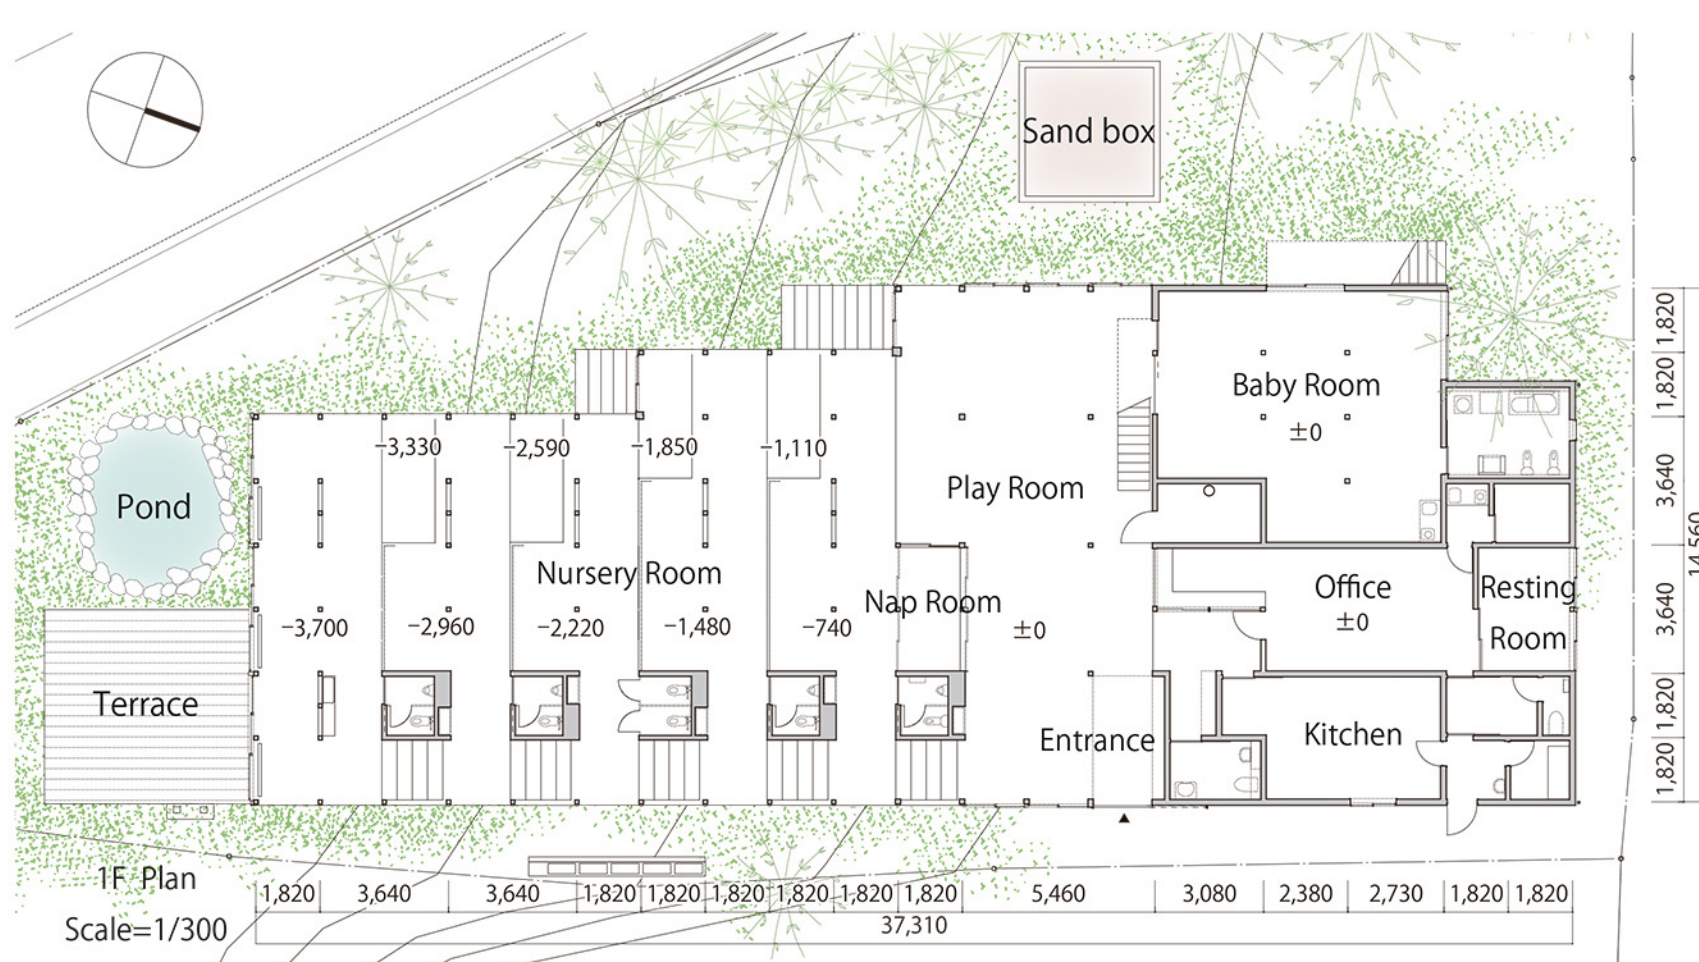 Sand box
1,820
1,820
3,640
14,560
3,640
1,820
1,820
Baby Room
±0
−3,330
−2,590
−1,850
−1,110
Play Room
Pond
Nursery Room
Nap Room
Office
±0
Resting
Room
−3,700
−2,960
−2,220
−1,480
−740
±0
Terrace
Entrance
Kitchen
1F Plan
Scale=1/300
1,820 3,640 3,640 1,820 1,820 1,820 1,820 1,820 1,820 5,460 3,080 2,380 2,730 1,820 1,820
37,310